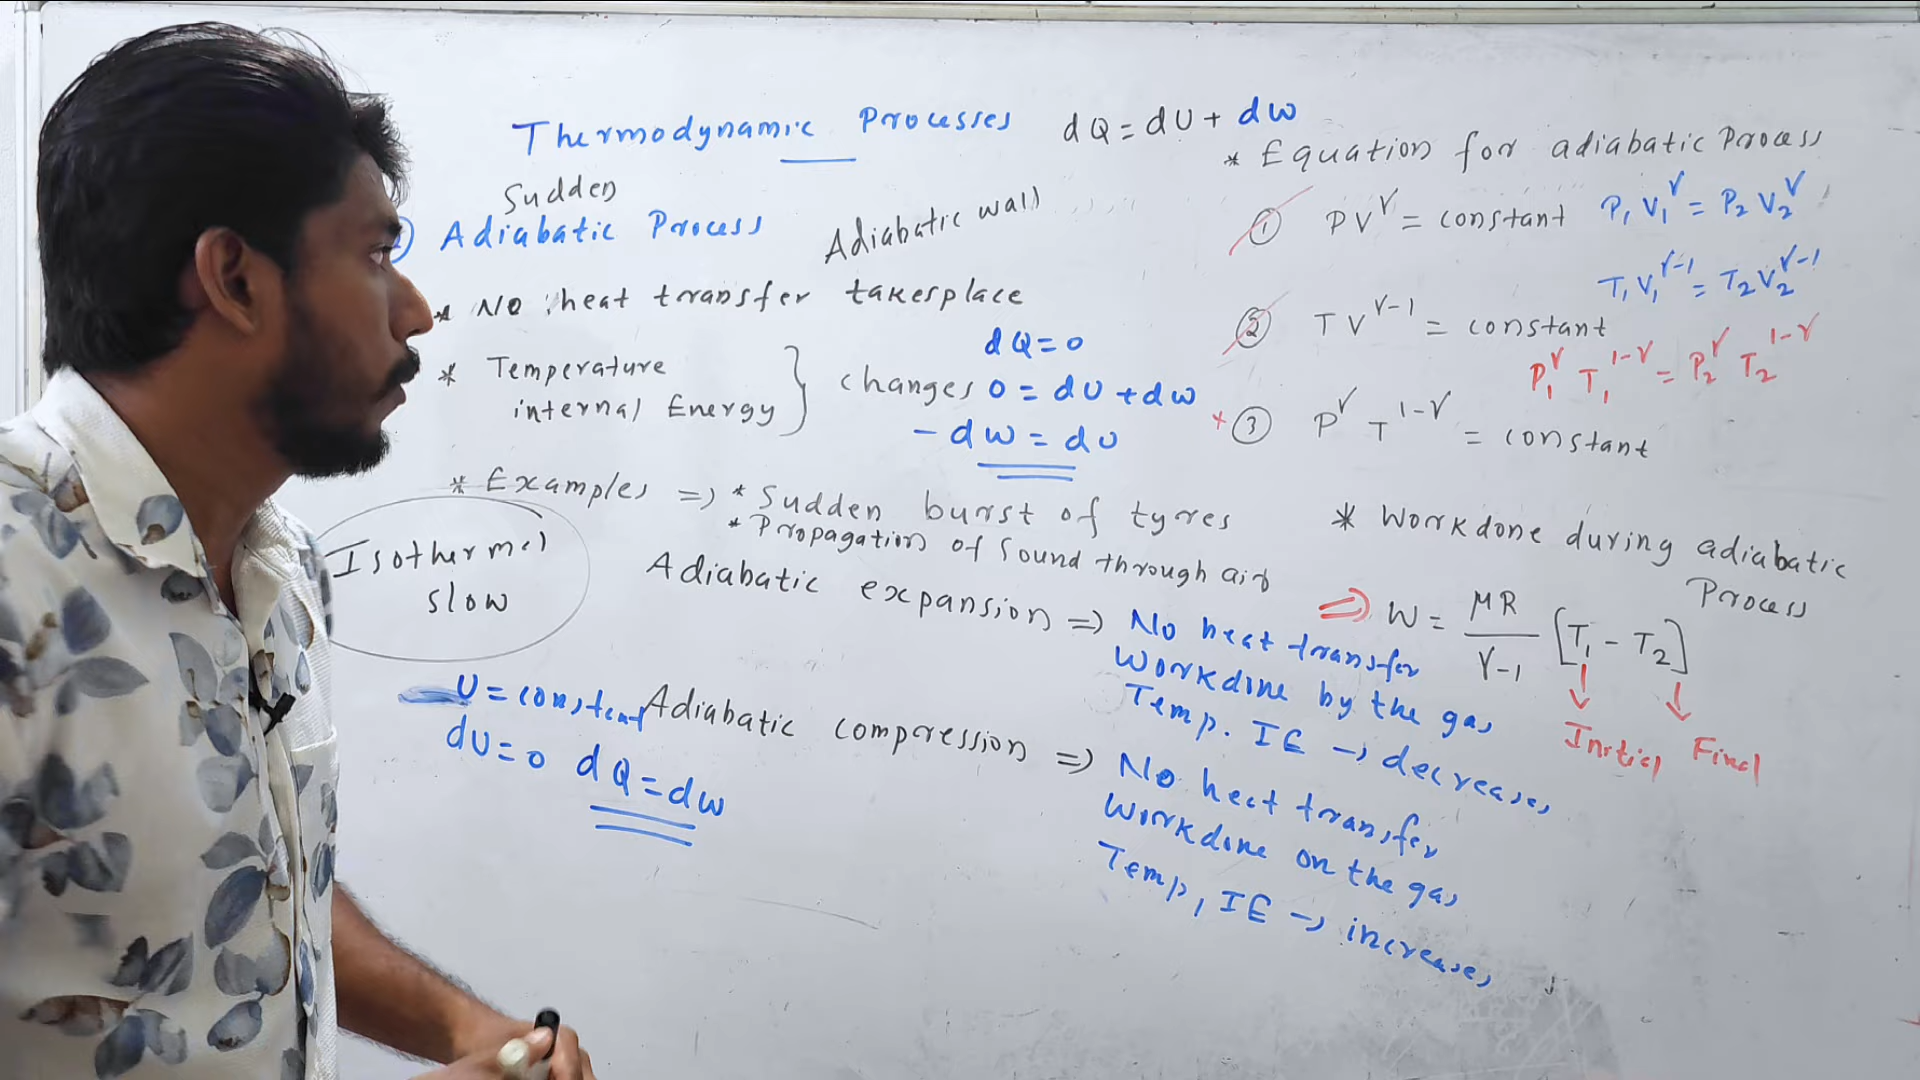 Thermodynamic Processes
dQ = dU + dW
Sudden
2) Adiabatic Process
Adiabatic wall
* No heat transfer takesplace
* Temperature
internal Energy } changes
dQ = 0
0 = dU + dW
- dW = dU
* Examples => * Sudden burst of tyres
* Propagation of Sound through air
Isothermal
slow
U = constant
dU = 0 dQ = dW
Adiabatic expansion => No heat transfer
Workdone by the gas
Temp. IE → decreases
Adiabatic compression => No heat transfer
Workdone on the gas
Temp, IE → increases
* Equation for adiabatic Process
① PV^γ = constant P₁V₁^γ = P₂V₂^γ
T₁V₁^γ-1 = T₂V₂^γ-1
② TV^γ-1 = constant
P₁^γ T₁^1-γ = P₂^γ T₂^1-γ
* ③ P^γ T^1-γ = constant
* Workdone during adiabatic
Process
=> W = μR/γ-1 [T₁ - T₂]
Initial Final